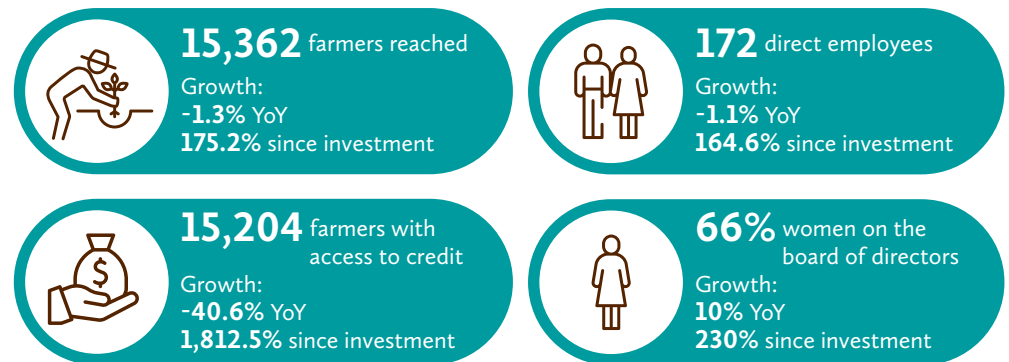 15,362 farmers reached
Growth:
-1.3% YoY
175.2% since investment
172 direct employees
Growth:
-1.1% YoY
164.6% since investment
$
15,204 farmers with
access to credit
Growth:
-40.6% YoY
1,812.5% since investment
66% women on the
board of directors
Growth:
10% YoY
230% since investment